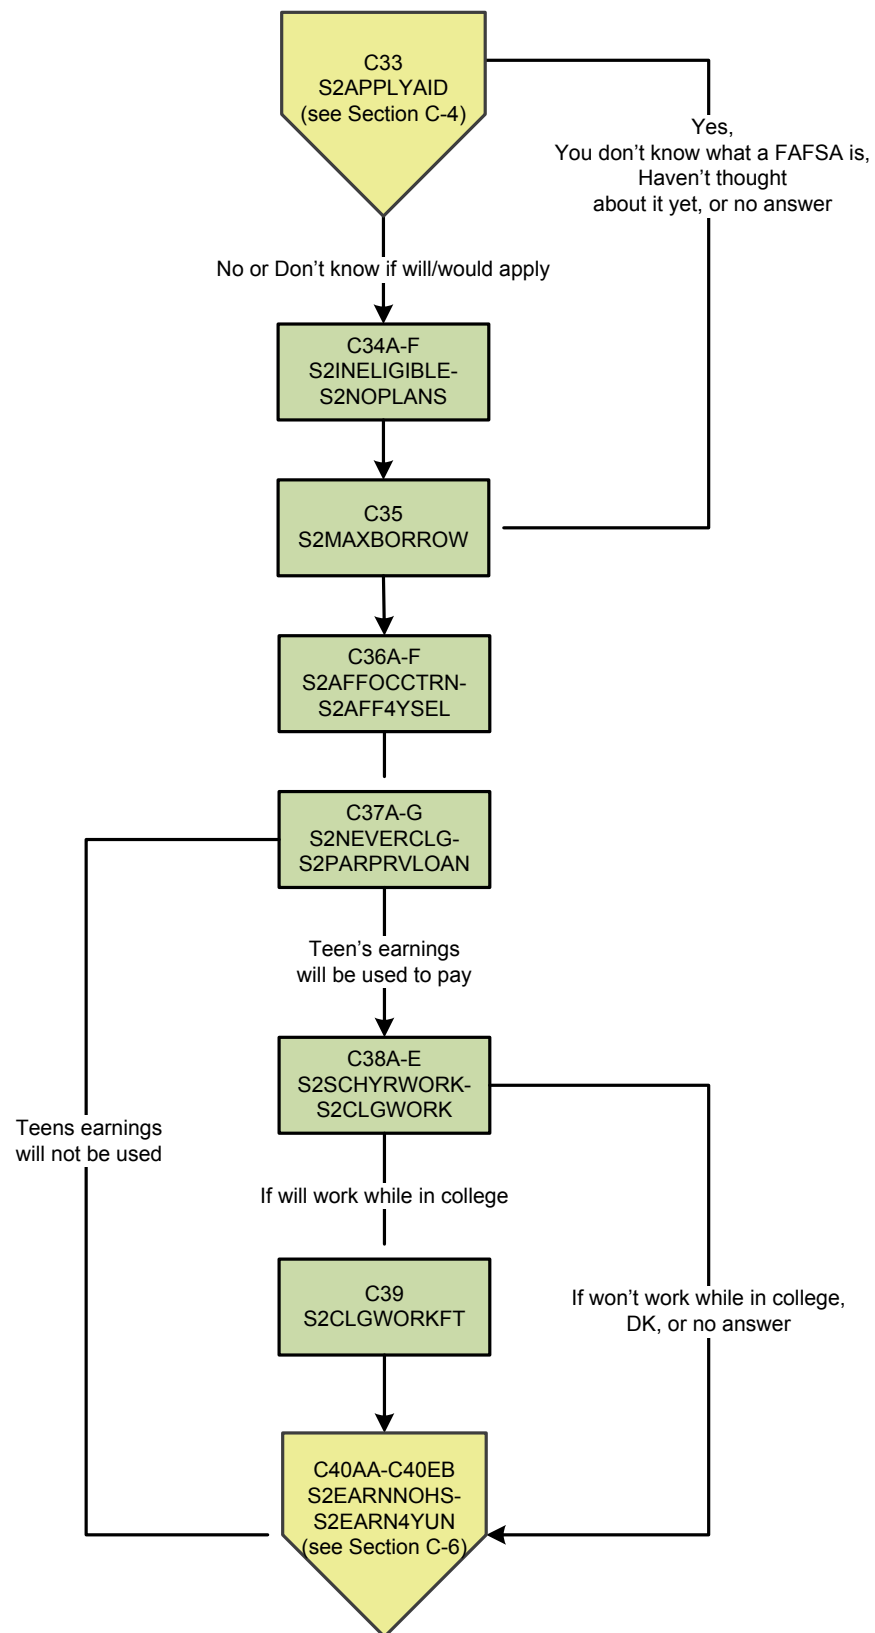 C33
S2APPLYAID
(see Section C-4)
Yes,
You don’t know what a FAFSA is,
Haven’t thought
about it yet, or no answer
No or Don’t know if will/would apply
C34A-F
S2INELIGIBLE-
S2NOPLANS
C35
S2MAXBORROW
C36A-F
S2AFFOCCTRN-
S2AFF4YSEL
C37A-G
S2NEVERCLG-
S2PARPRVLOAN
Teen’s earnings
will be used to pay
C38A-E
S2SCHYRWORK-
S2CLGWORK
Teens earnings
will not be used
If will work while in college
C39
S2CLGWORKFT
If won’t work while in college,
DK, or no answer
C40AA-C40EB
S2EARNNOHS-
S2EARN4YUN
(see Section C-6)